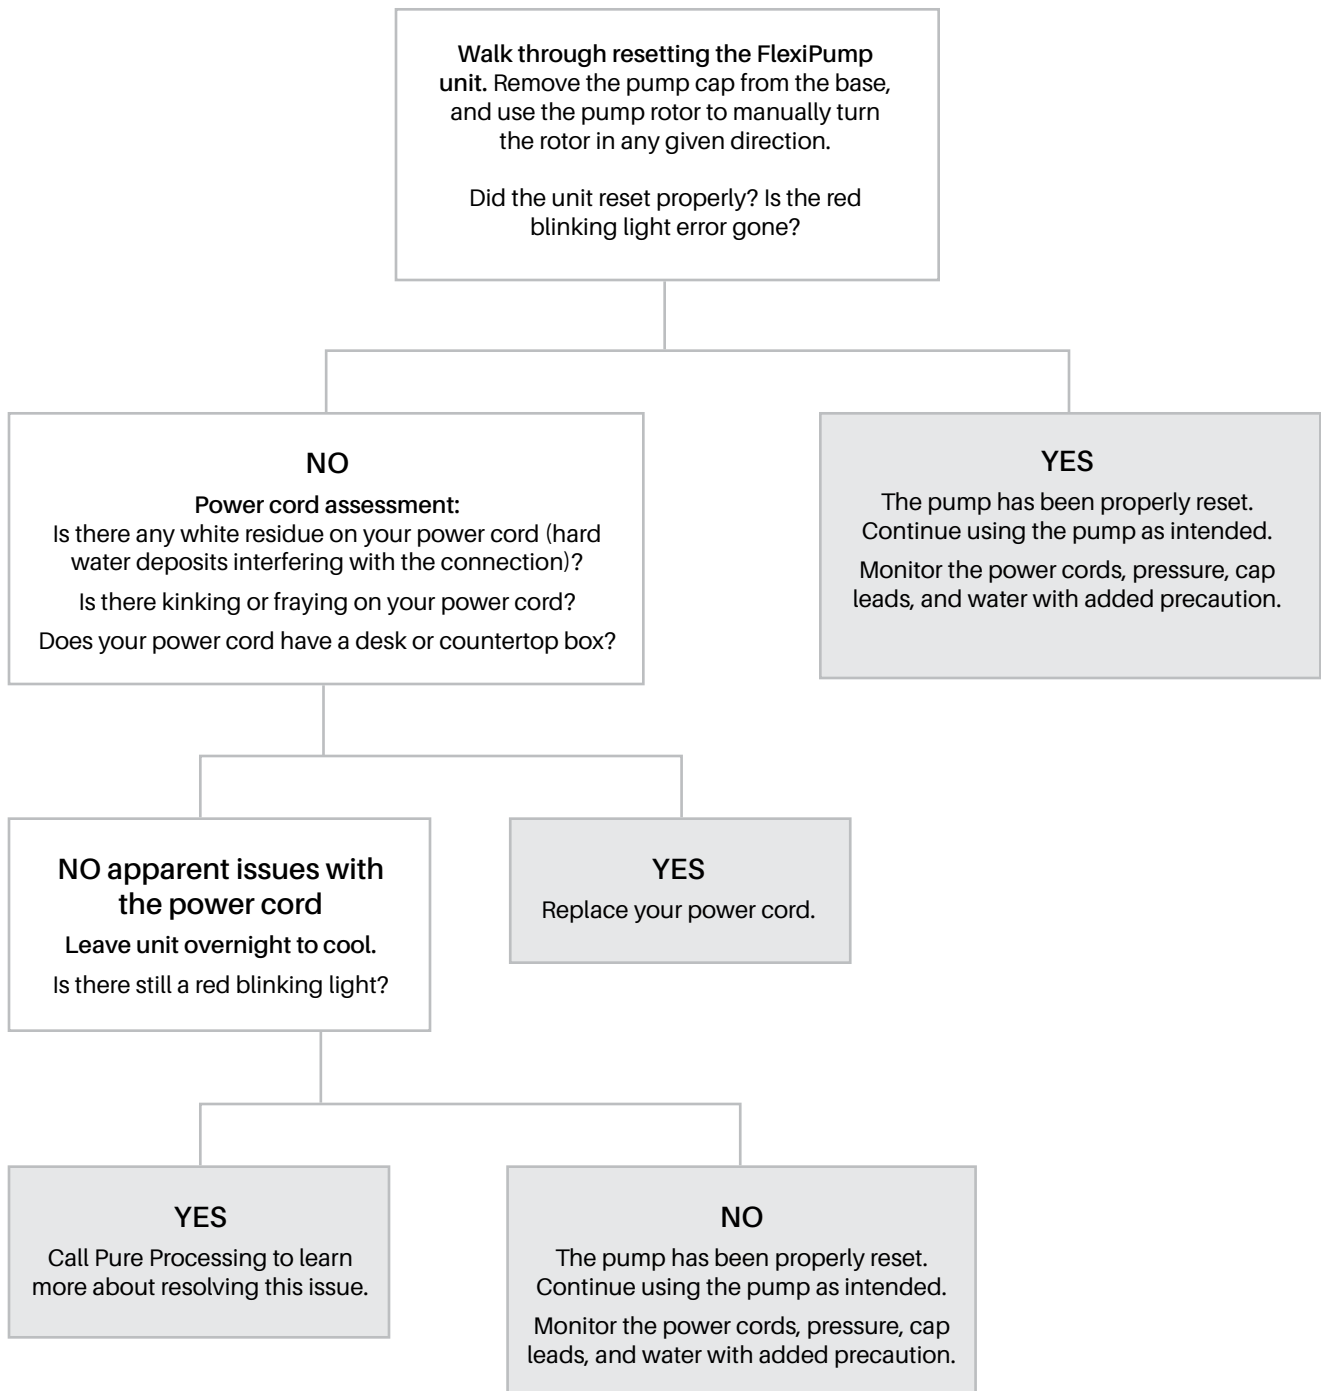 Walk through resetting the FlexiPump
unit. Remove the pump cap from the base,
and use the pump rotor to manually turn
the rotor in any given direction.
Did the unit reset properly? Is the red
blinking light error gone?
NO
Power cord assessment:
Is there any white residue on your power cord (hard
water deposits interfering with the connection)?
Is there kinking or fraying on your power cord?
Does your power cord have a desk or countertop box?
YES
The pump has been properly reset.
Continue using the pump as intended.
Monitor the power cords, pressure, cap
leads, and water with added precaution.
NO apparent issues with
the power cord
Leave unit overnight to cool.
Is there still a red blinking light?
YES
Replace your power cord.
YES
Call Pure Processing to learn
more about resolving this issue.
NO
The pump has been properly reset.
Continue using the pump as intended.
Monitor the power cords, pressure, cap
leads, and water with added precaution.